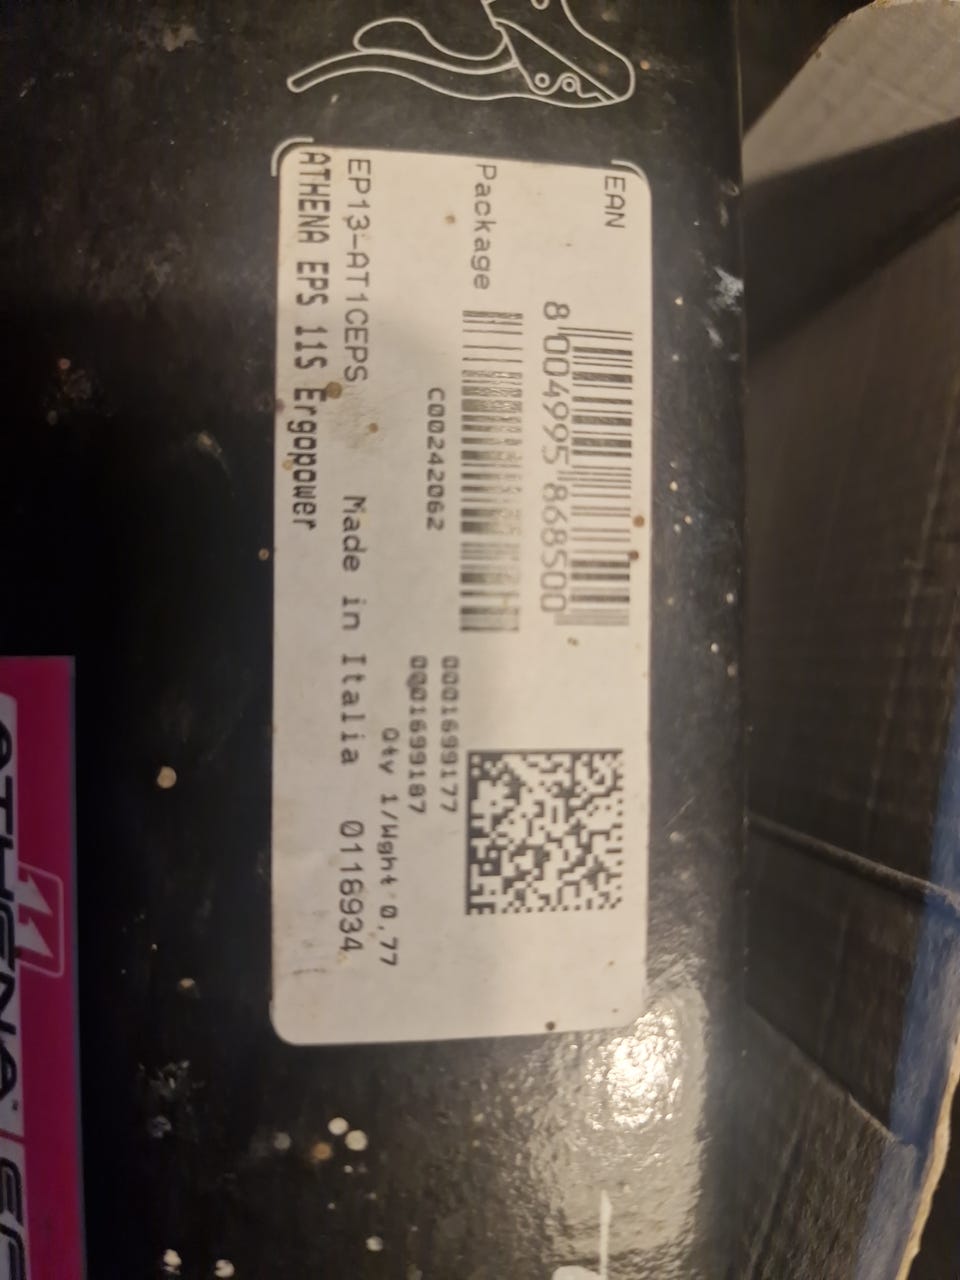 EAN
8 004995 868500
Package
C00242062
0001699177
0001699187
Qty 1/Wght 0,77
EP13-AT1CEPS Made in Italia 0116934
ATHENA EPS 11S Ergopower
11
ATHENA